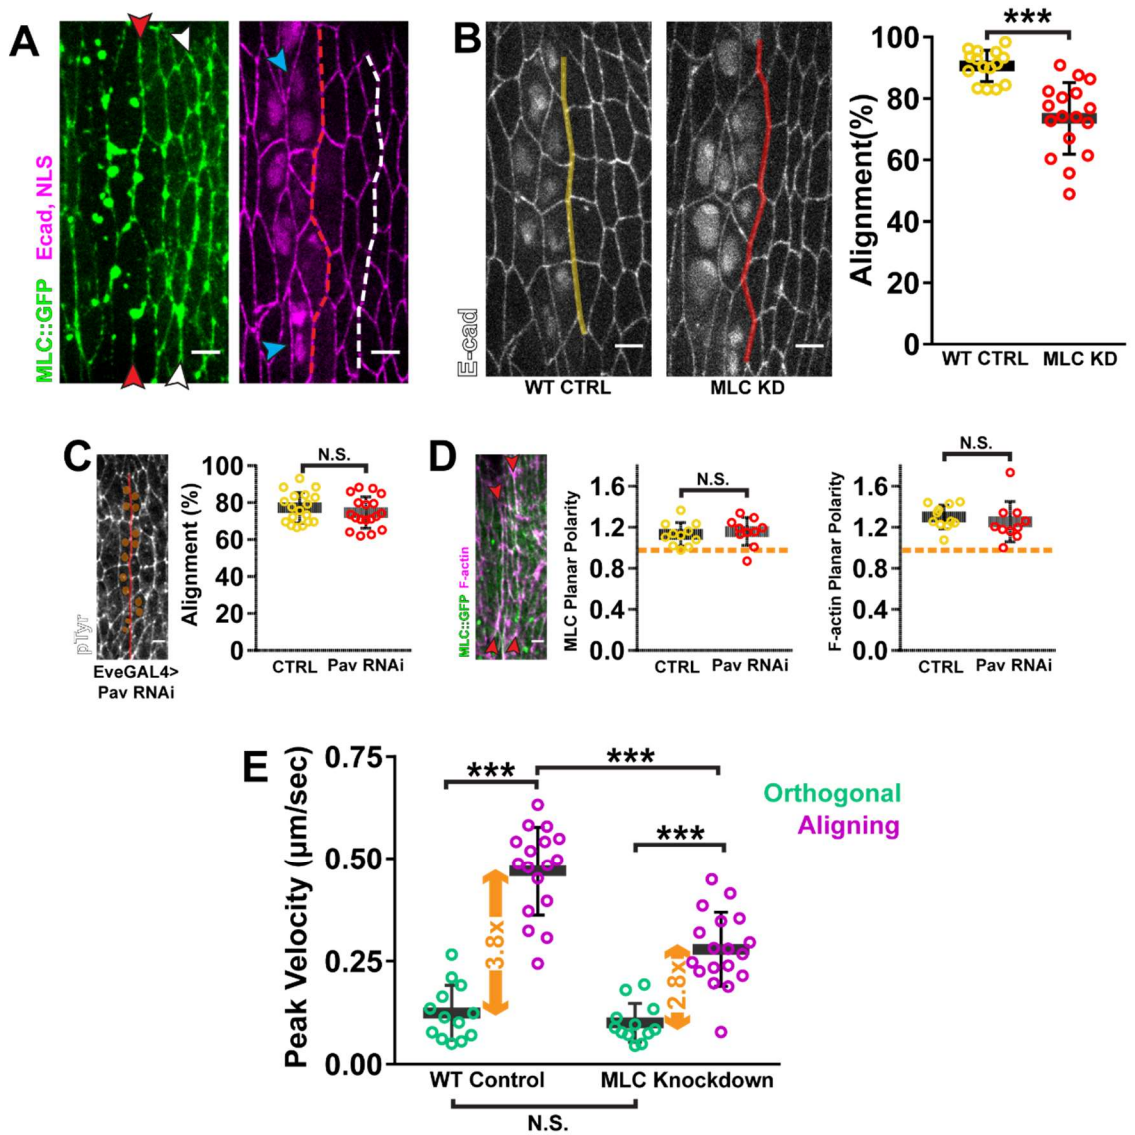 A
MLC::GFP Ecad, NLS
B
E-cad
WT CTRL
MLC KD
Alignment(%)
100
80
60
40
20
0
***
WT CTRL
MLC KD
C
pTyr
EveGAL4>
Pav RNAi
Alignment (%)
100
80
60
40
20
0
N.S.
CTRL
Pav RNAi
D
MLC::GFP F-actin
MLC Planar Polarity
1.6
1.2
0.8
0.4
0.0
N.S.
CTRL
Pav RNAi
F-actin Planar Polarity
1.6
1.2
0.8
0.4
0.0
N.S.
CTRL
Pav RNAi
E
Peak Velocity (µm/sec)
0.75
0.50
0.25
0.00
***
***
***
3.8x
2.8x
Orthogonal
Aligning
WT Control
MLC Knockdown
N.S.